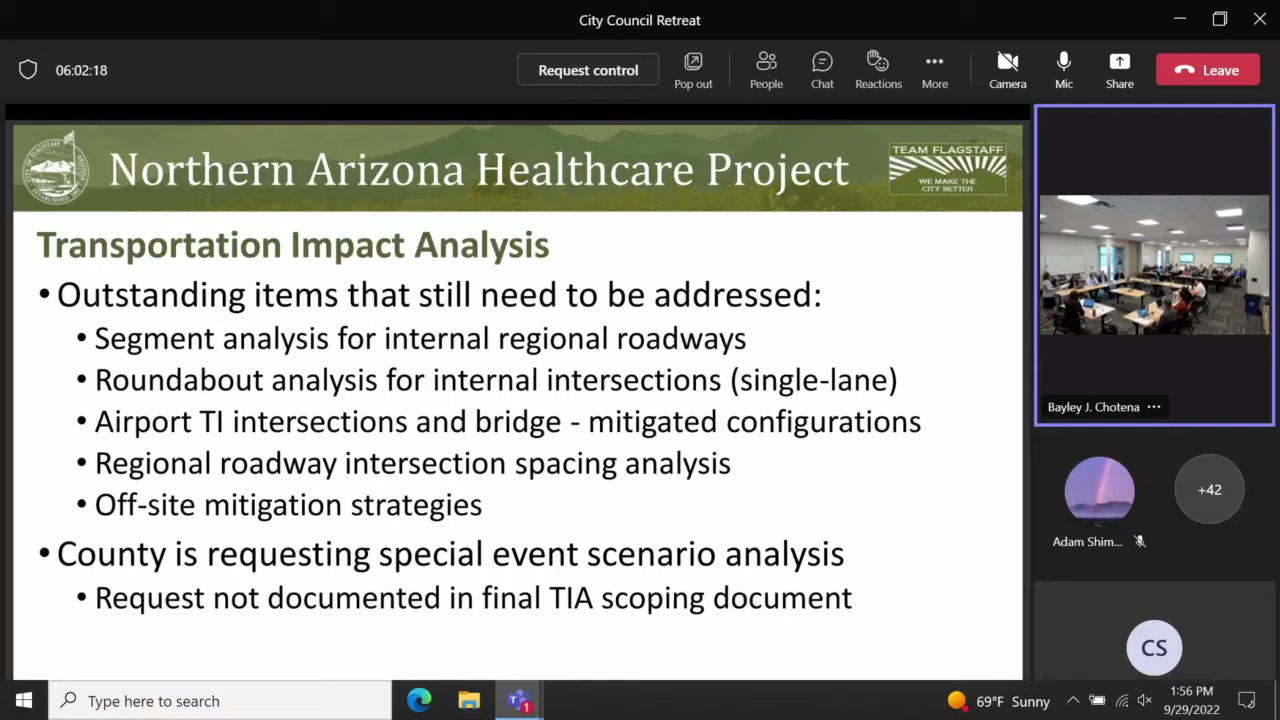 City Council Retreat
06:02:18
Request control
Pop out
People
Chat
Reactions
More
Camera
Mic
Share
Leave
Northern Arizona Healthcare Project
TEAM FLAGSTAFF
WE MAKE THE
CITY BETTER
Transportation Impact Analysis
• Outstanding items that still need to be addressed:
• Segment analysis for internal regional roadways
• Roundabout analysis for internal intersections (single-lane)
• Airport TI intersections and bridge - mitigated configurations
• Regional roadway intersection spacing analysis
• Off-site mitigation strategies
• County is requesting special event scenario analysis
• Request not documented in final TIA scoping document
Bayley J. Chotena
+42
Adam Shim...
CS
Type here to search
1
69°F Sunny
1:56 PM
9/29/2022